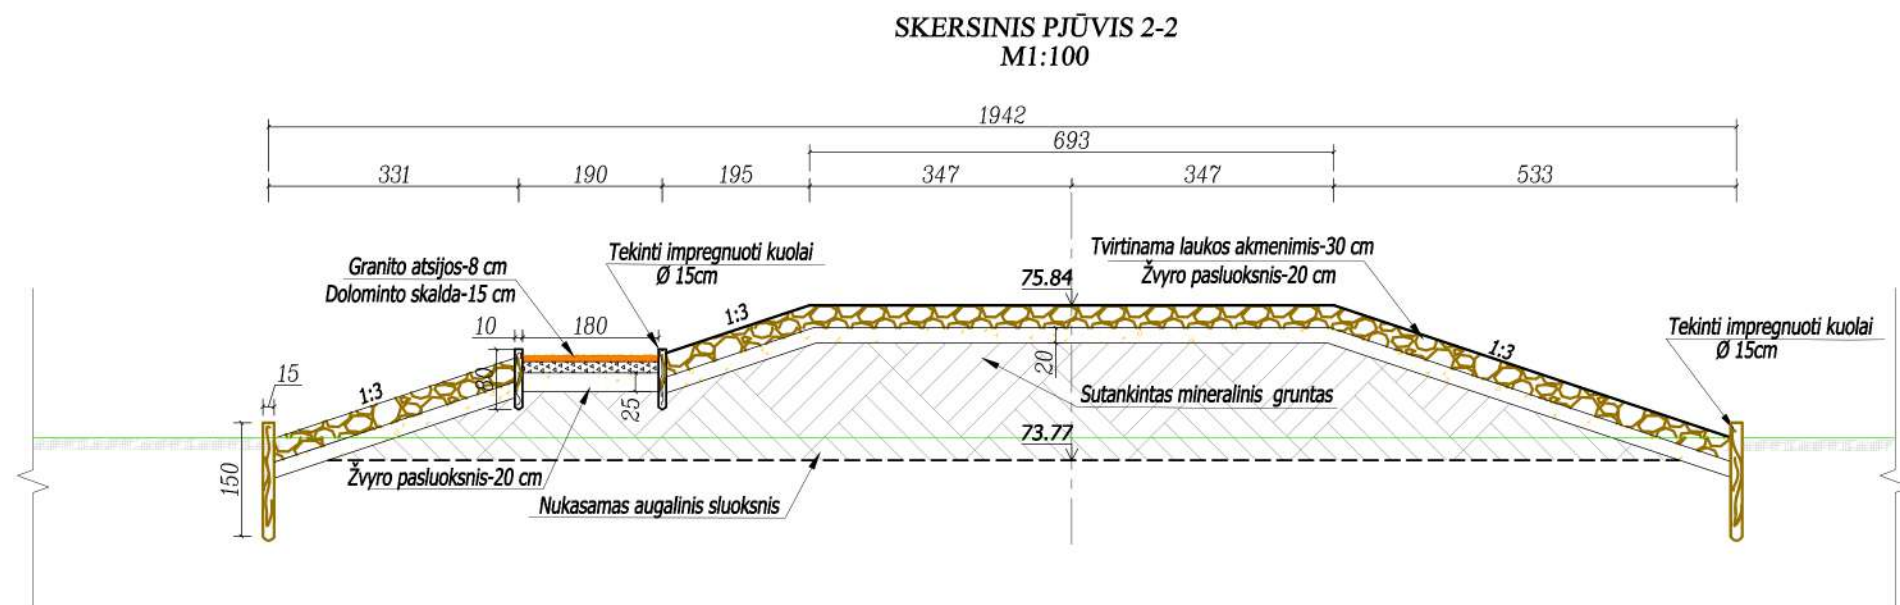 SKERSINIS PJŪVIS 2-2
M1:100
1942
693
331 190 195 347 347 533
Tekinti impregnuoti kuolai
Ø 15cm
Granito atsijos-8 cm
Dolominto skalda-15 cm
Tvirtinama laukos akmenimis-30 cm
Žvyro pasluoksnis-20 cm
75.84
10 180
1:3
1:3
Tekinti impregnuoti kuolai
Ø 15cm
20
80
15
1:3
25
Sutankintas mineralinis gruntas
73.77
150
Žvyro pasluoksnis-20 cm
Nukasamas augalinis sluoksnis